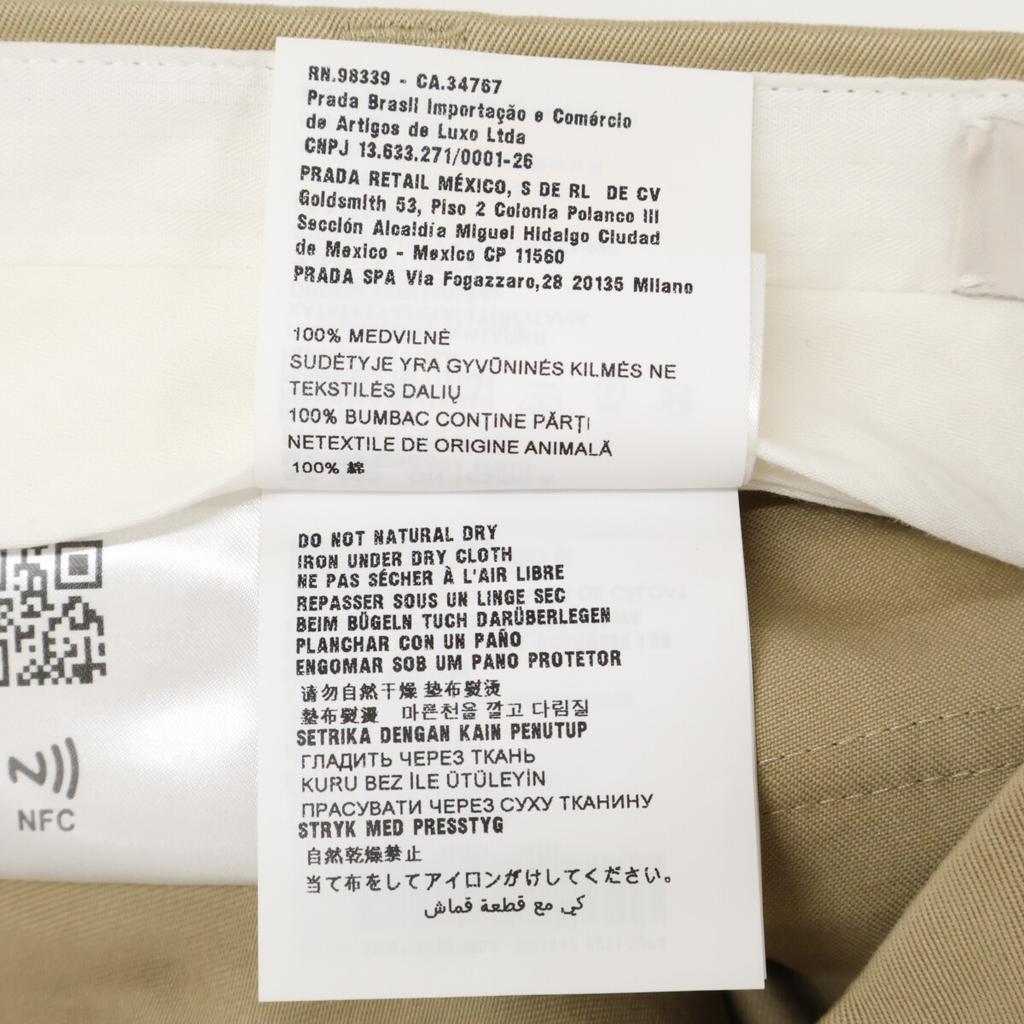 RN.98339 - CA.34767
Prada Brasil Importação e Comércio
de Artigos de Luxo Ltda
CNPJ 13.633.271/0001-26
PRADA RETAIL MÉXICO, S DE RL DE CV
Goldsmith 53, Piso 2 Colonia Polanco III
Sección Alcaldía Miguel Hidalgo Ciudad
de Mexico - Mexico CP 11560
PRADA SPA Via Fogazzaro,28 20135 Milano
100% MEDVILNĖ
SUDĖTYJE YRA GYVŪNINĖS KILMĖS NE
TEKSTILĖS DALIŲ
100% BUMBAC CONȚINE PĂRȚI
NETEXTILE DE ORIGINE ANIMALĂ
100% 綿
DO NOT NATURAL DRY
IRON UNDER DRY CLOTH
NE PAS SÉCHER À L'AIR LIBRE
REPASSER SOUS UN LINGE SEC
BEIM BÜGELN TUCH DARÜBERLEGEN
PLANCHAR CON UN PAÑO
ENGOMAR SOB UM PANO PROTETOR
请勿自然干燥 垫布熨烫
墊布熨燙 마른천을 깔고 다림질
SETRIKA DENGAN KAIN PENUTUP
ГЛАДИТЬ ЧЕРЕЗ ТКАНЬ
KURU BEZ İLE ÜTÜLEYİN
ПРАСУВАТИ ЧЕРЕЗ СУХУ ТКАНИНУ
STRYK MED PRESSTYG
自然乾燥禁止
当て布をしてアイロンがけしてください。
كي مع قطعة قماش
NFC